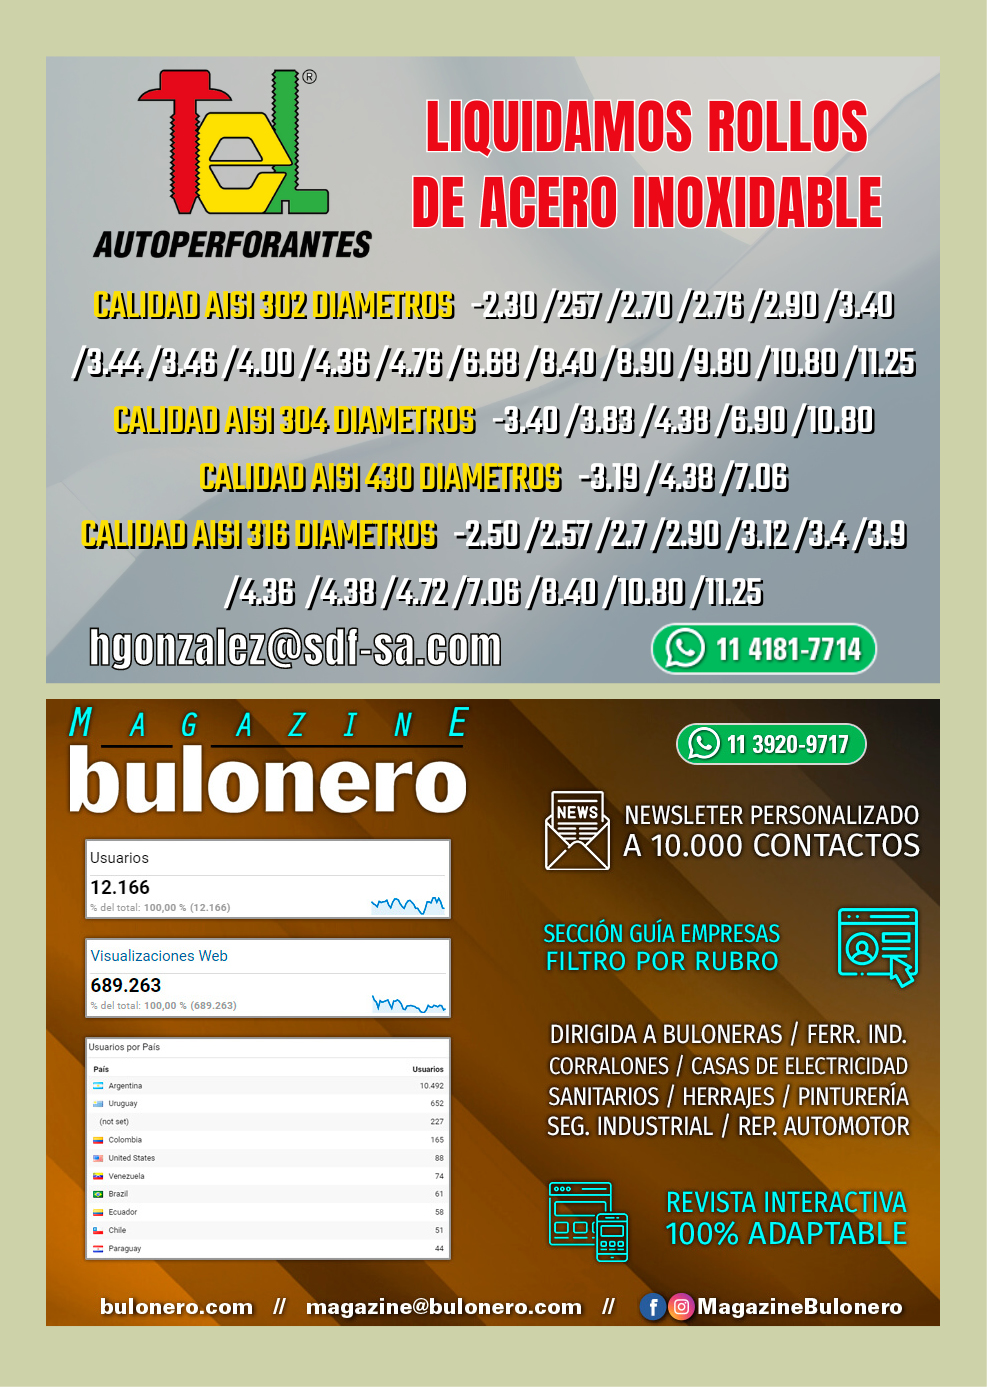 TEL®
AUTOPERFORANTES
LIQUIDAMOS ROLLOS
DE ACERO INOXIDABLE
CALIDAD AISI 302 DIAMETROS -2.30 /257 /2.70 /2.76 /2.90 /3.40
/3.44 /3.46 /4.00 /4.36 /4.76 /6.68 /8.40 /8.90 /9.80 /10.80 /11.25
CALIDAD AISI 304 DIAMETROS -3.40 /3.83 /4.38 /6.90 /10.80
CALIDAD AISI 430 DIAMETROS -3.19 /4.38 /7.06
CALIDAD AISI 316 DIAMETROS -2.50 /2.57 /2.7 /2.90 /3.12 /3.4 /3.9
/4.36 /4.38 /4.72 /7.06 /8.40 /10.80 /11.25
hgonzalez@sdf-sa.com
11 4181-7714
MAGAZINE
bulonero
11 3920-9717
Usuarios
12.166
% del total: 100,00 % (12.166)
Visualizaciones Web
689.263
% del total: 100,00 % (689.263)
Usuarios por País
País Usuarios
Argentina 10.492
Uruguay 652
(not set) 227
Colombia 165
United States 88
Venezuela 74
Brazil 61
Ecuador 58
Chile 51
Paraguay 44
NEWS
NEWSLETER PERSONALIZADO
A 10.000 CONTACTOS
SECCIÓN GUÍA EMPRESAS
FILTRO POR RUBRO
DIRIGIDA A BULONERAS / FERR. IND.
CORRALONES / CASAS DE ELECTRICIDAD
SANITARIOS / HERRAJES / PINTURERÍA
SEG. INDUSTRIAL / REP. AUTOMOTOR
REVISTA INTERACTIVA
100% ADAPTABLE
bulonero.com // magazine@bulonero.com // MagazineBulonero